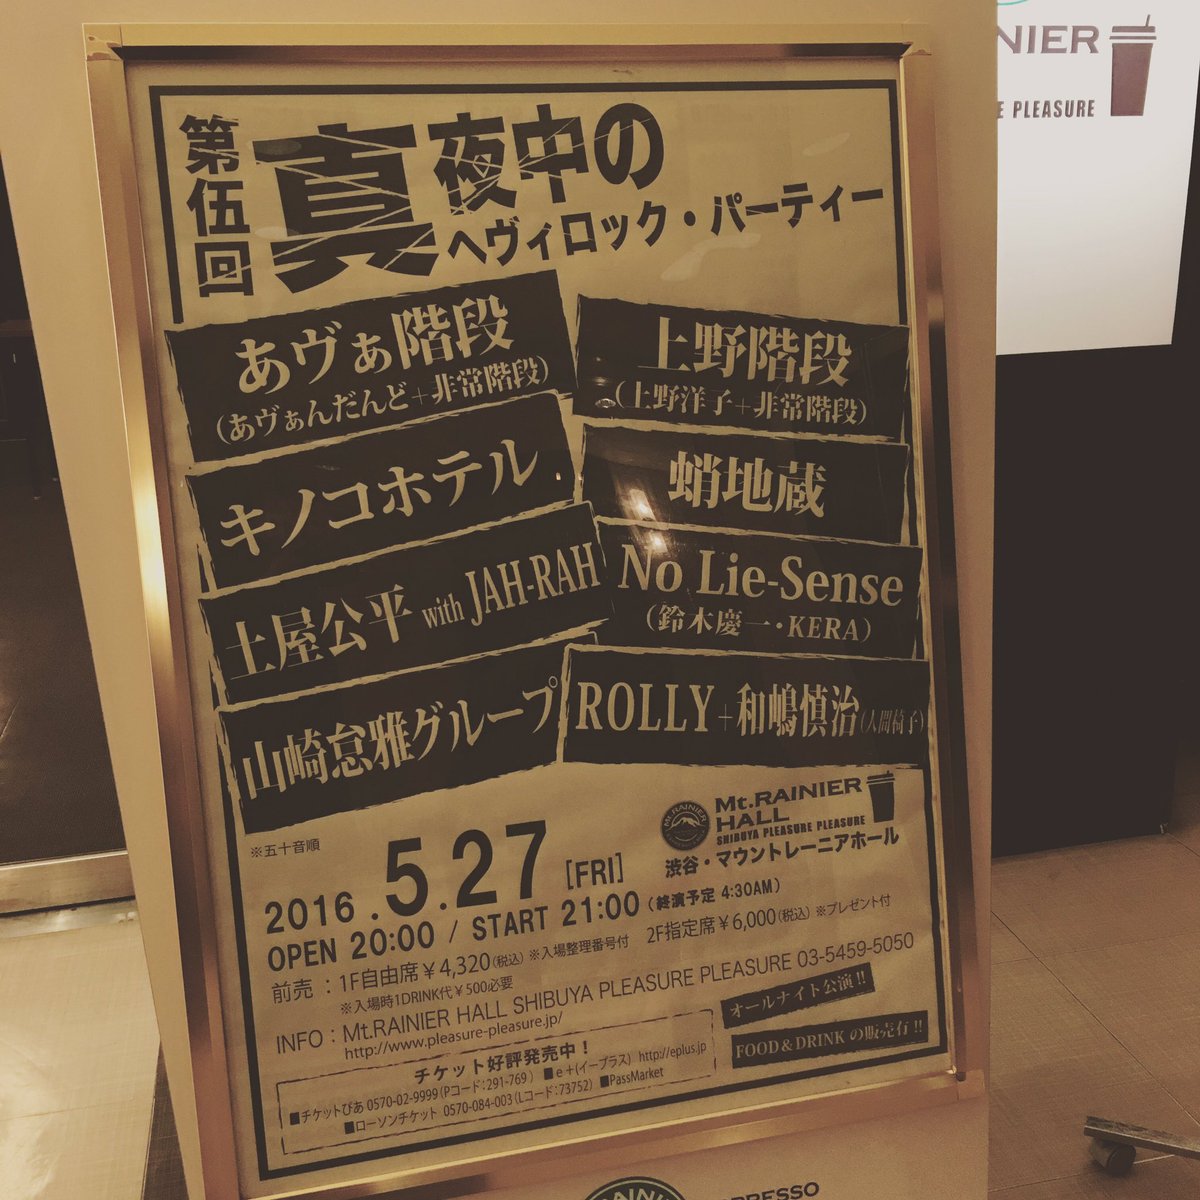 第伍回
真夜中の
ヘヴィロック・パーティー
あヴぁ階段
(あヴぁんだんど+非常階段)
上野階段
(上野洋子+非常階段)
キノコホテル
蛸地蔵
土屋公平 with JAH-RAH
No Lie-Sense
(鈴木慶一・KERA)
山崎怠雅グループ
ROLLY+和嶋慎治(人間椅子)
※五十音順
Mt.RAINIER
HALL
SHIBUYA PLEASURE PLEASURE
渋谷・マウントレーニアホール
2016.5.27[FRI]
OPEN 20:00 / START 21:00(終演予定 4:30AM)
前売:1F自由席¥4,320(税込)※入場整理番号付 2F指定席¥6,000(税込)※プレゼント付
※入場時1DRINK代¥500必要
INFO:Mt.RAINIER HALL SHIBUYA PLEASURE PLEASURE 03-5459-5050
http://www.pleasure-pleasure.jp/
オールナイト公演!!
FOOD&DRINKの販売有!!
チケット好評発売中!
■チケットぴあ 0570-02-9999(Pコード:291-769) ■e+(イープラス) http://eplus.jp
■ローソンチケット 0570-084-003(Lコード:73752) ■PassMarket
NIER
E PLEASURE
RAINIE
PRESSO